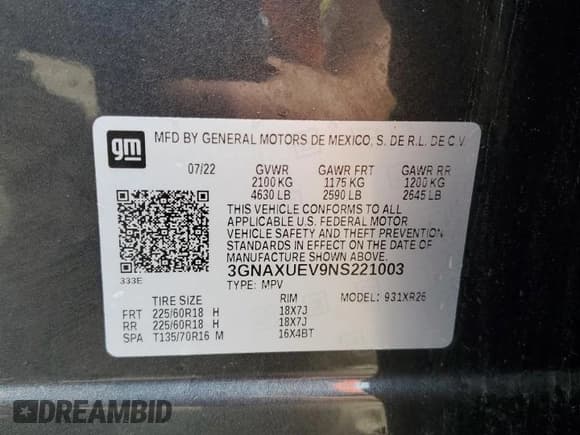 gm
MFD BY GENERAL MOTORS DE MEXICO, S. DE R.L. DE C.V.
07/22 GVWR GAWR FRT GAWR RR
2100 KG 1175 KG 1200 KG
4630 LB 2590 LB 2645 LB
THIS VEHICLE CONFORMS TO ALL
APPLICABLE U.S. FEDERAL MOTOR
VEHICLE SAFETY AND THEFT PREVENTION
STANDARDS IN EFFECT ON THE DATE OF
MANUFACTURE SHOWN ABOVE.
333E
3GNAXUEV9NS221003
TYPE: MPV MODEL: 931XR26
TIRE SIZE RIM
FRT 225/60R18 H 18X7J
RR 225/60R18 H 18X7J
SPA T135/70R16 M 16X4BT
DREAMBID